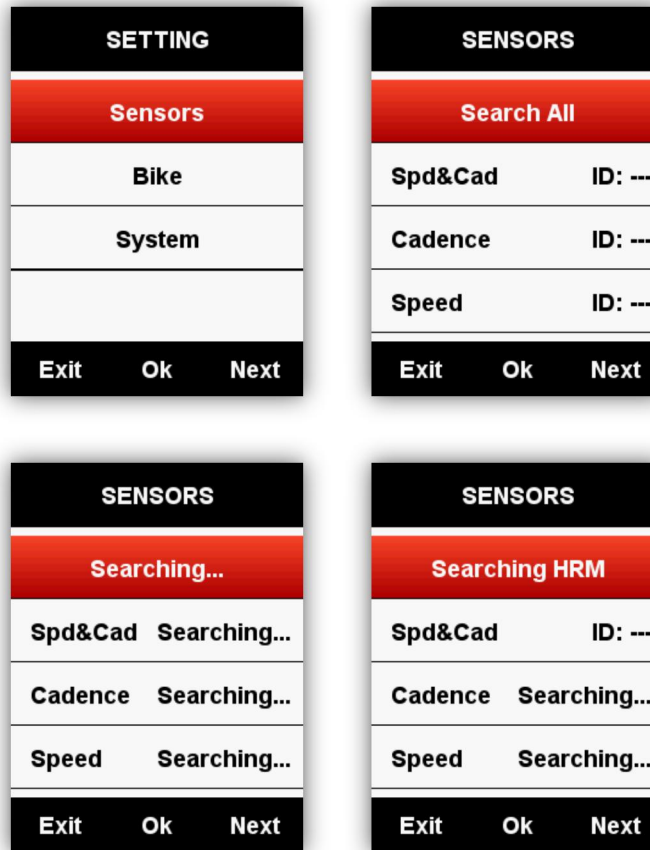 SETTING
Sensors
Bike
System
Exit Ok Next
SENSORS
Search All
Spd&Cad ID: ---
Cadence ID: ---
Speed ID: ---
Exit Ok Next
SENSORS
Searching...
Spd&Cad Searching...
Cadence Searching...
Speed Searching...
Exit Ok Next
SENSORS
Searching HRM
Spd&Cad ID: ---
Cadence Searching...
Speed Searching...
Exit Ok Next